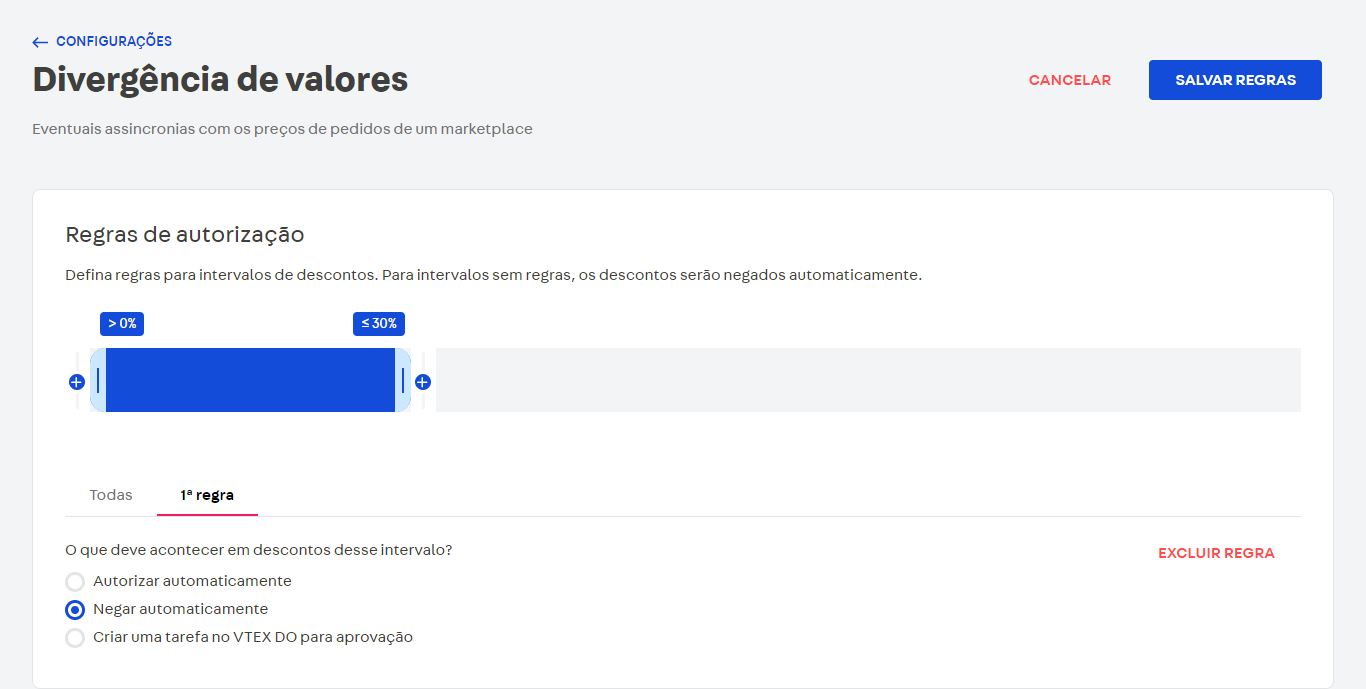 CONFIGURAÇÕES
Divergência de valores
CANCELAR
SALVAR REGRAS
Eventuais assincronias com os preços de pedidos de um marketplace
Regras de autorização
Defina regras para intervalos de descontos. Para intervalos sem regras, os descontos serão negados automaticamente.
> 0%
≤ 30%
Todas
1ª regra
O que deve acontecer em descontos desse intervalo?
EXCLUIR REGRA
Autorizar automaticamente
Negar automaticamente
Criar uma tarefa no VTEX DO para aprovação